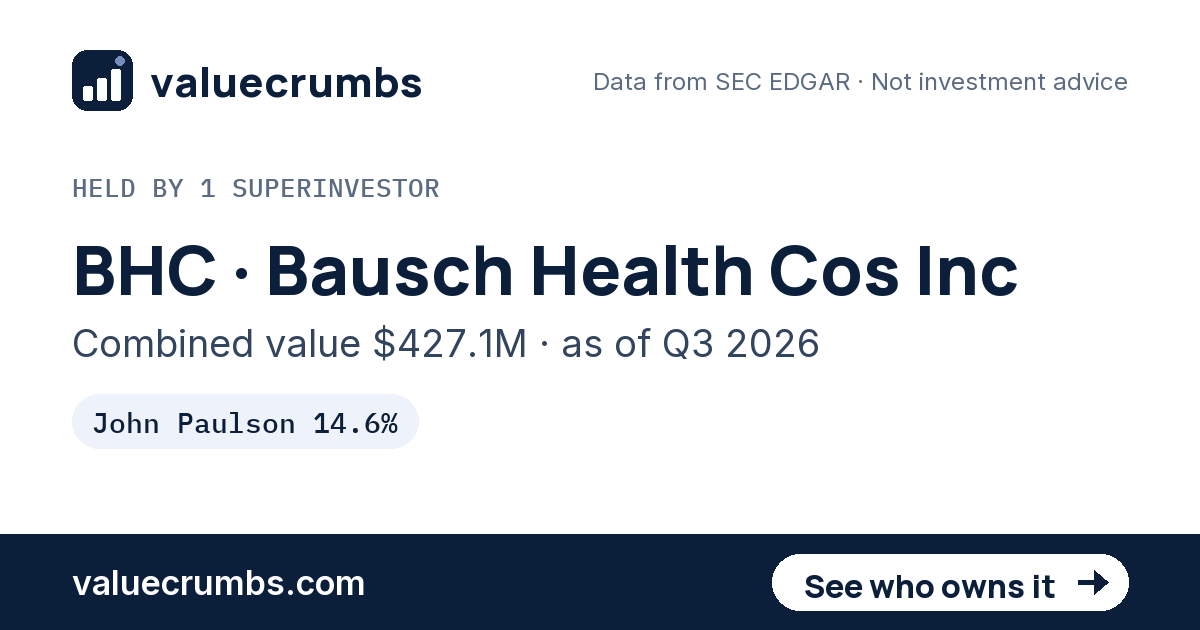 valuecrumbs
Data from SEC EDGAR · Not investment advice
HELD BY 1 SUPERINVESTOR
BHC · Bausch Health Cos Inc
Combined value $427.1M · as of Q3 2026
John Paulson 14.6%
valuecrumbs.com
See who owns it →